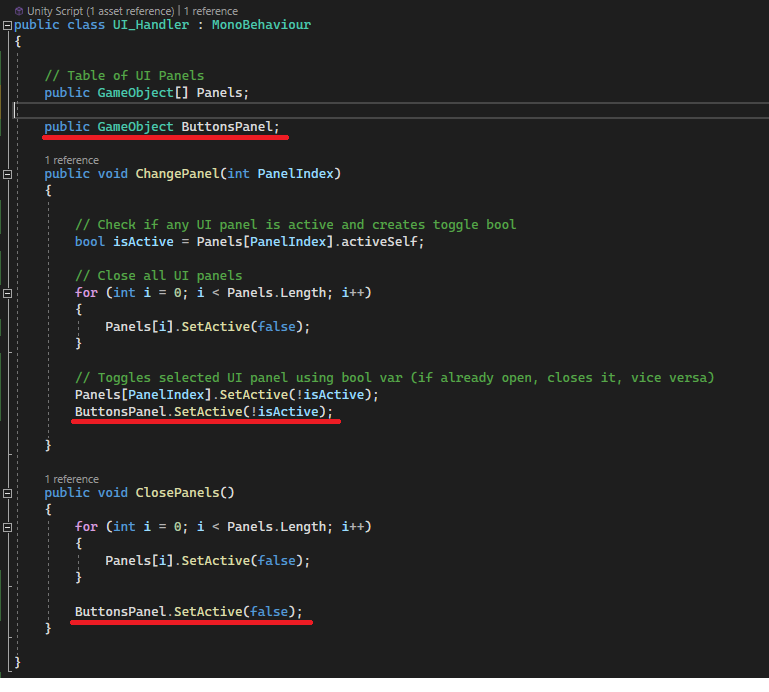 Unity Script (1 asset reference) | 1 reference
public class UI_Handler : MonoBehaviour
{
// Table of UI Panels
public GameObject[] Panels;
public GameObject ButtonsPanel;
1 reference
public void ChangePanel(int PanelIndex)
{
// Check if any UI panel is active and creates toggle bool
bool isActive = Panels[PanelIndex].activeSelf;
// Close all UI panels
for (int i = 0; i < Panels.Length; i++)
{
Panels[i].SetActive(false);
}
// Toggles selected UI panel using bool var (if already open, closes it, vice versa)
Panels[PanelIndex].SetActive(!isActive);
ButtonsPanel.SetActive(!isActive);
}
1 reference
public void ClosePanels()
{
for (int i = 0; i < Panels.Length; i++)
{
Panels[i].SetActive(false);
}
ButtonsPanel.SetActive(false);
}
}